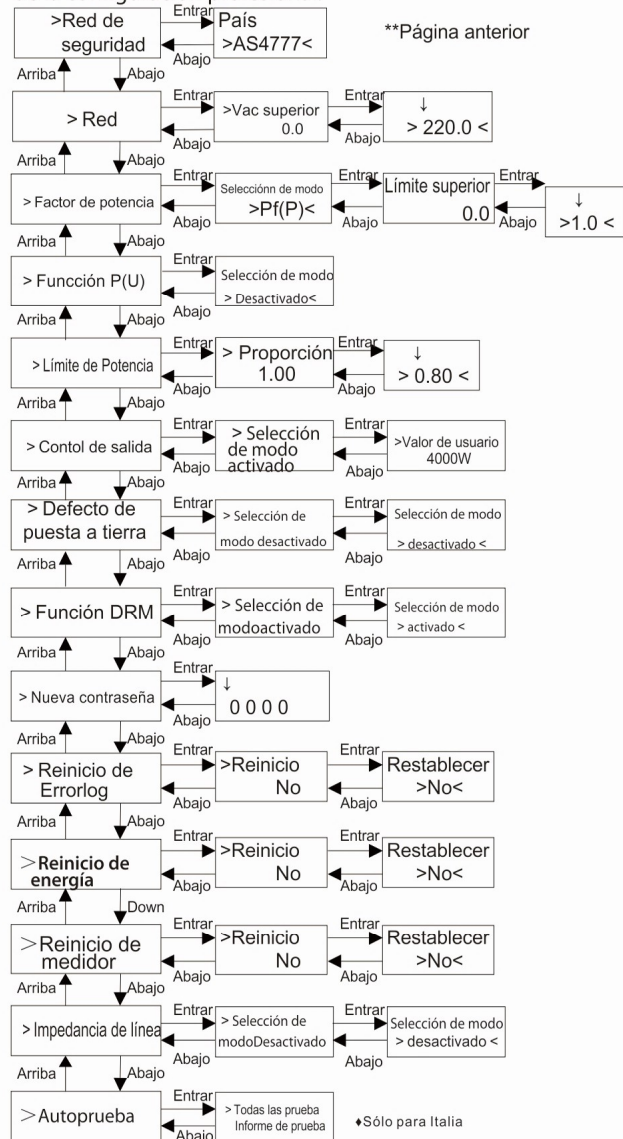 Entrar
>Red de
seguridad
País
>AS4777<
**Página anterior
Abajo
Arriba
Abajo
> Red
Entrar
>Vac superior
0.0
Entrar
↓
> 220.0 <
Abajo
Abajo
Arriba
Abajo
> Factor de potencia
Entrar
Seleccionn de modo
>Pf(P)<
Entrar
Límite superior
0.0
Entrar
↓
>1.0 <
Abajo
Abajo
Abajo
Arriba
Abajo
> Funcción P(U)
Entrar
Selección de modo
> Desactivado<
Abajo
Arriba
Abajo
> Límite de Potencia
Entrar
> Proporción
1.00
Entrar
↓
> 0.80 <
Abajo
Abajo
Arriba
Abajo
> Contol de salida
Entrar
> Selección
de modo
activado
Entrar
>Valor de usuario
4000W
Abajo
Abajo
Arriba
Abajo
> Defecto de
puesta a tierra
Entrar
> Selección de
modo desactivado
Entrar
Selección de modo
> desactivado <
Abajo
Abajo
Arriba
Abajo
> Función DRM
Entrar
> Selección de
modoactivado
Entrar
Selección de modo
> activado <
Abajo
Abajo
Arriba
Abajo
> Nueva contraseña
Entrar
↓
0 0 0 0
Abajo
Arriba
Abajo
> Reinicio de
Errorlog
Entrar
>Reinicio
No
Entrar
Restablecer
>No<
Abajo
Abajo
Arriba
Abajo
>Reinicio de
energía
Entrar
>Reinicio
No
Entrar
Restablecer
>No<
Abajo
Abajo
Arriba
Down
>Reinicio de
medidor
Entrar
>Reinicio
No
Entrar
Restablecer
>No<
Abajo
Abajo
Arriba
Abajo
> Impedancia de línea
Entrar
> Selección de
modoDesactivado
Entrar
Selección de modo
> desactivado <
Abajo
Abajo
Arriba
Abajo
>Autoprueba
Entrar
> Todas las prueba
Informe de prueba
♦Sólo para Italia
Abajo